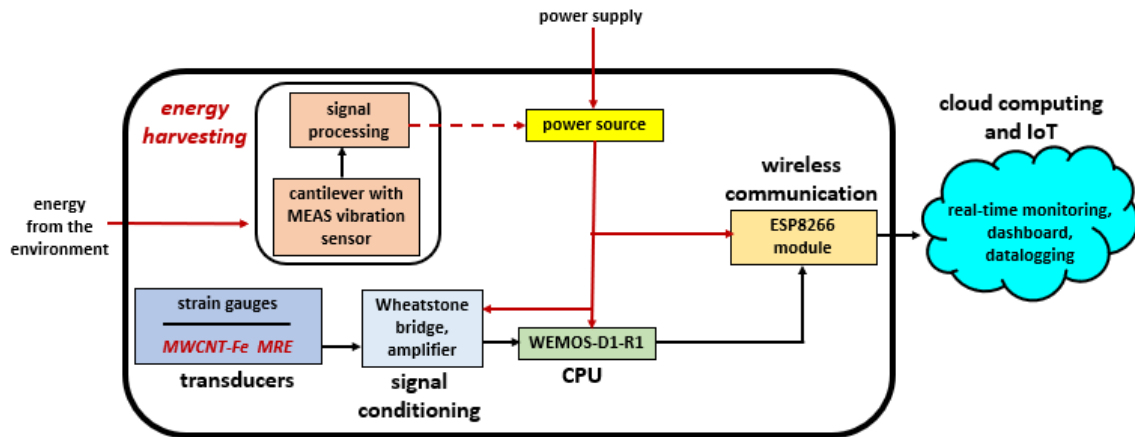 power supply
energy
harvesting
signal
processing
power source
cloud computing
and IoT
wireless
communication
cantilever with
MEAS vibration
sensor
energy
from the
environment
ESP8266
module
real-time monitoring,
dashboard,
datalogging
strain gauges
MWCNT-Fe MRE
transducers
Wheatstone
bridge,
amplifier
signal
conditioning
WEMOS-D1-R1
CPU